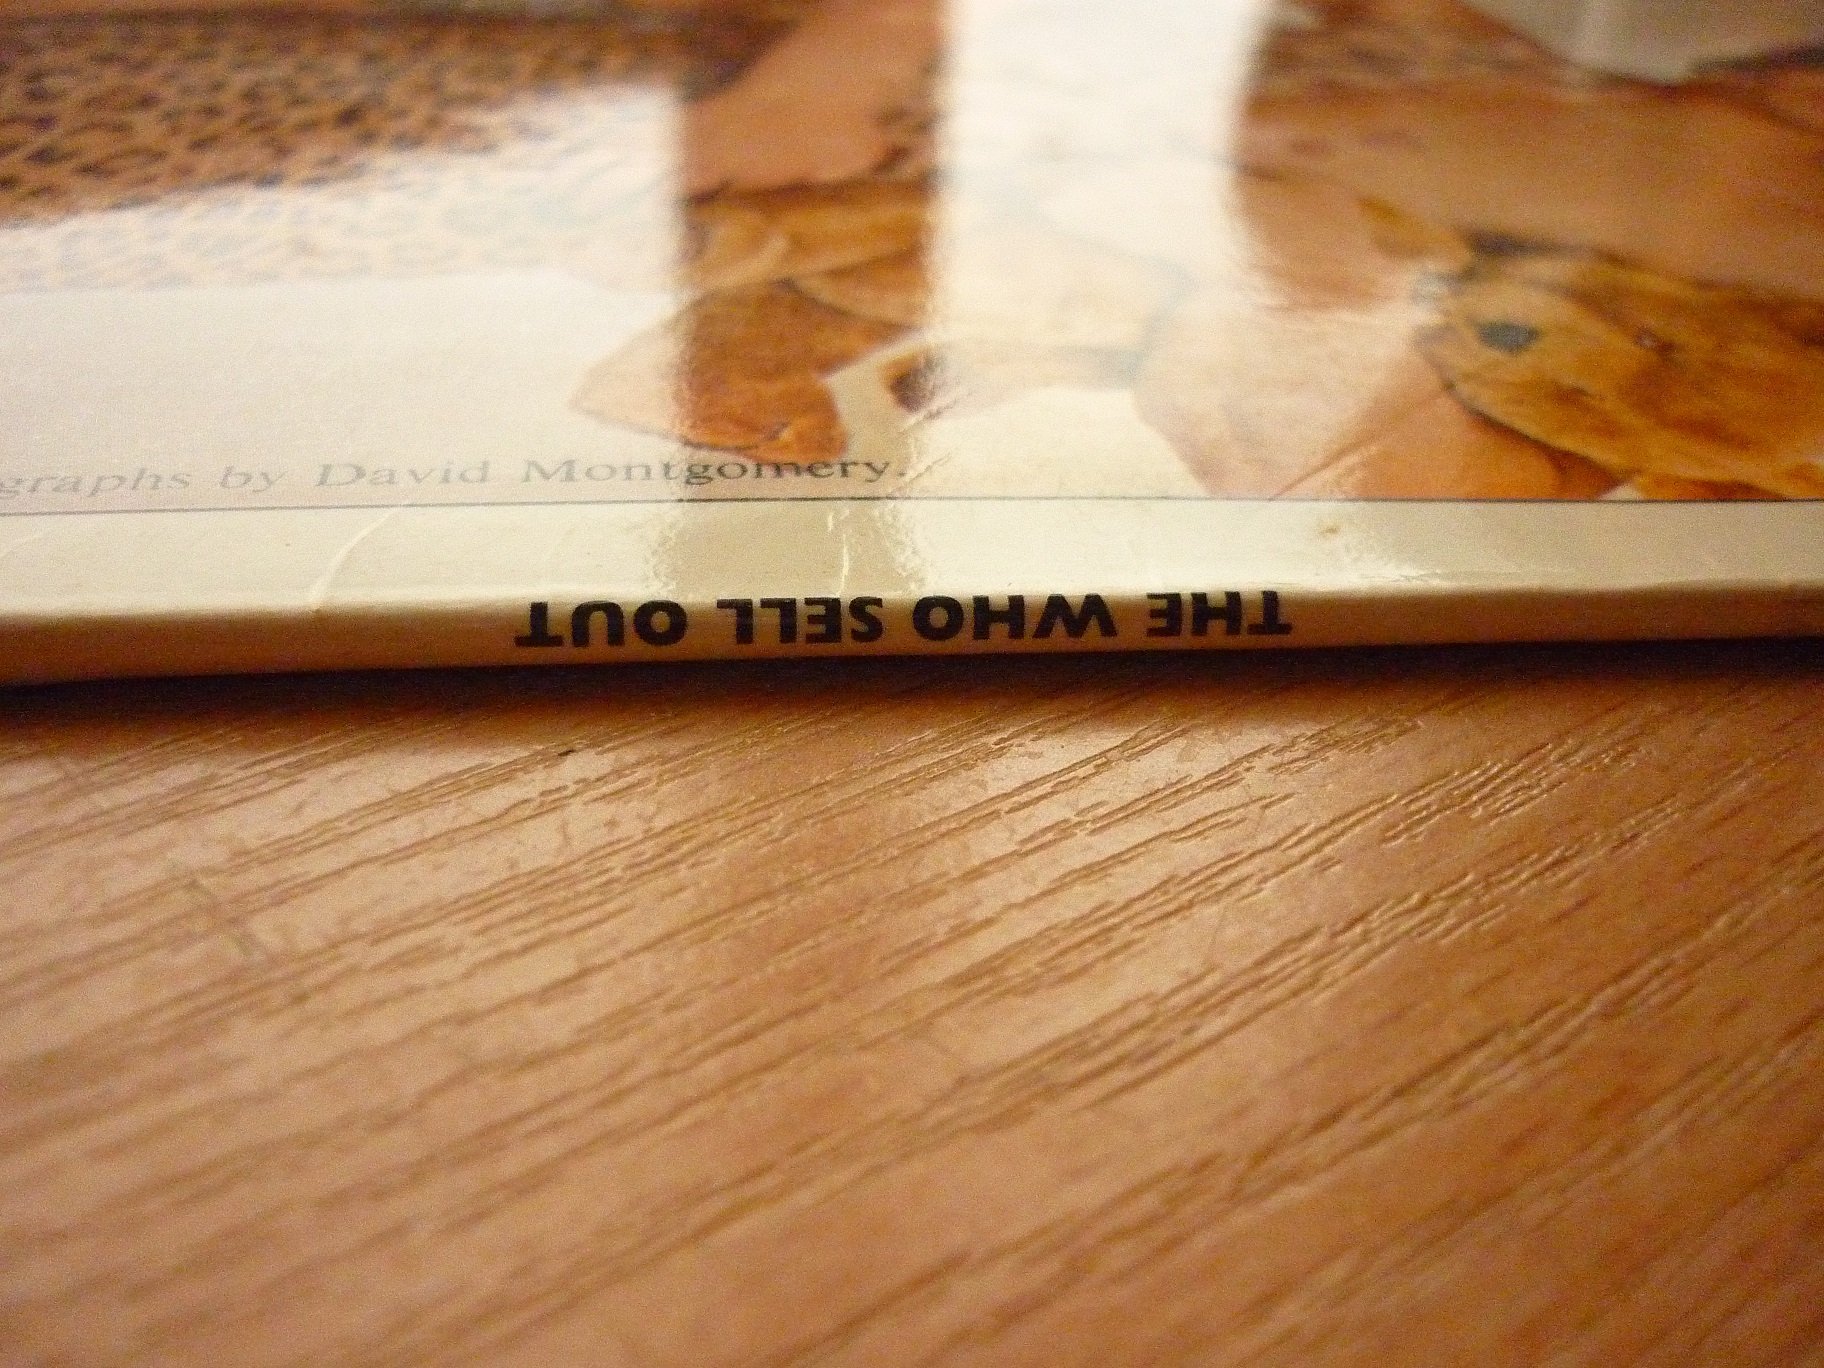 graphs by David Montgomery.
THE WHO SELL OUT